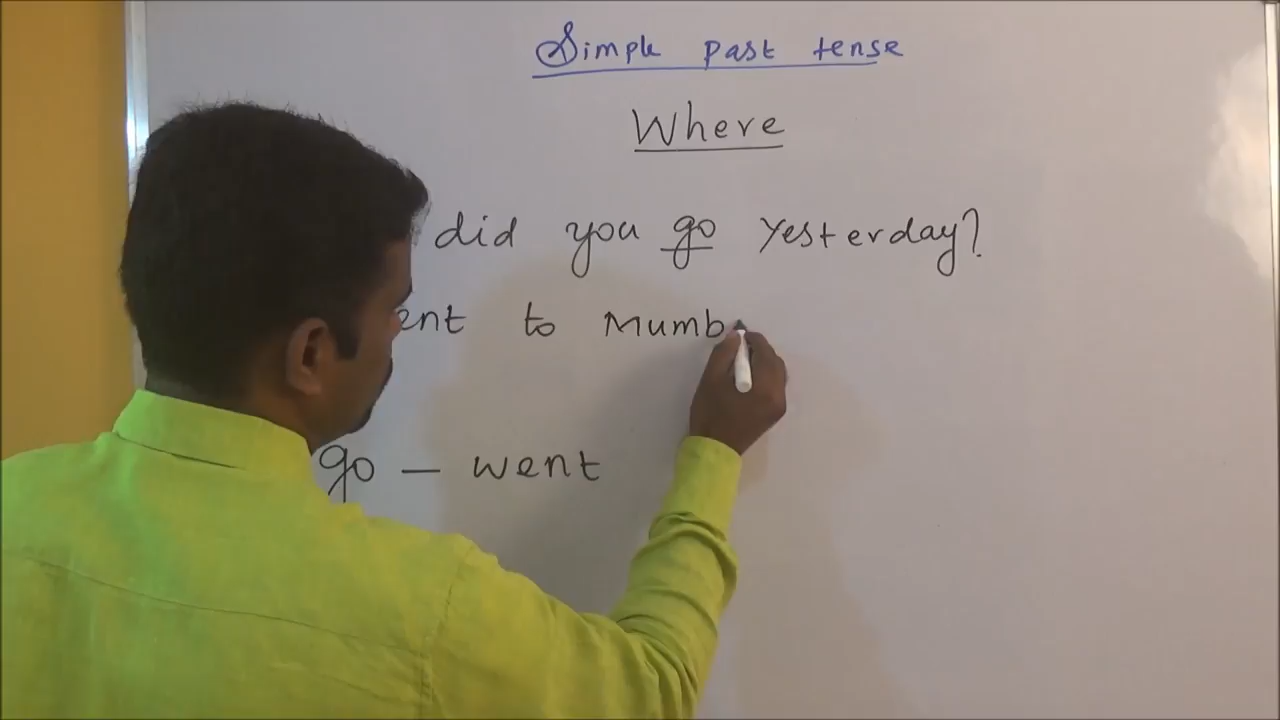 Simple past tense
Where
did you go yesterday?
ent to Mumb
go — went